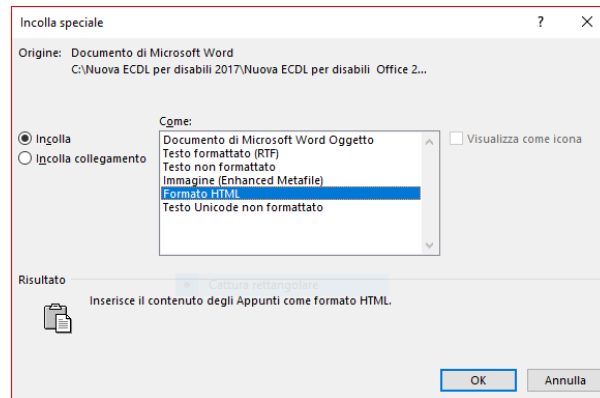 Incolla speciale ? ✕
Origine: Documento di Microsoft Word
C:\Nuova ECDL per disabili 2017\Nuova ECDL per disabili Office 2...
Come:
Incolla
Incolla collegamento
Documento di Microsoft Word Oggetto
Testo formattato (RTF)
Testo non formattato
Immagine (Enhanced Metafile)
Formato HTML
Testo Unicode non formattato
Visualizza come icona
Risultato
Cattura rettangolare
Inserisce il contenuto degli Appunti come formato HTML.
OK Annulla